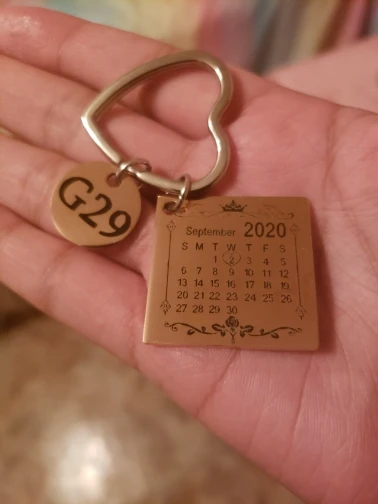 G29
September 2020
S M T W T F S
1 2 3 4 5
6 7 8 9 10 11 12
13 14 15 16 17 18 19
20 21 22 23 24 25 26
27 28 29 30